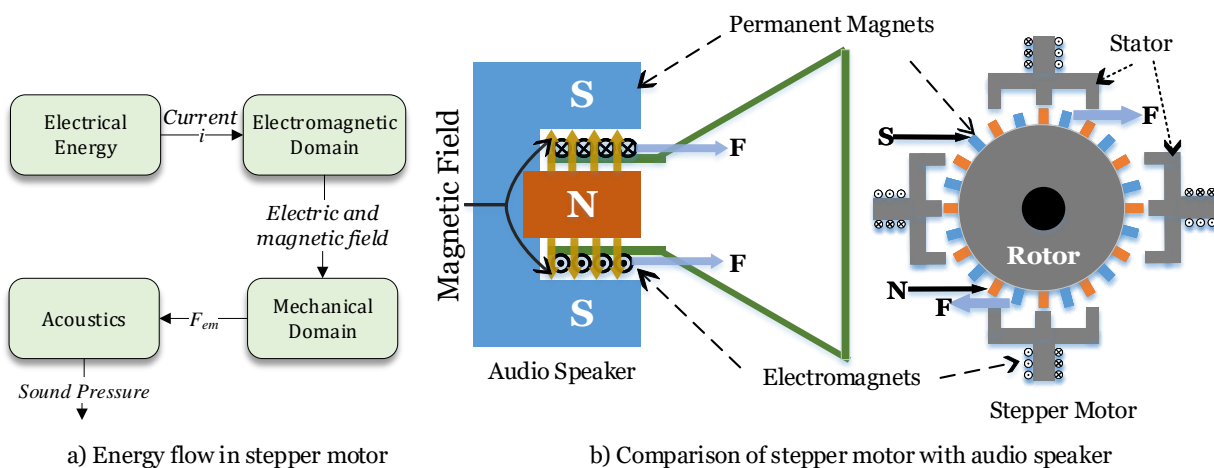 Electrical
Energy
Current
i
Electromagnetic
Domain
Electric and
magnetic field
Mechanical
Domain
F_em
Acoustics
Sound Pressure
a) Energy flow in stepper motor
Permanent Magnets
Magnetic Field
S
N
S
F
F
Audio Speaker
Electromagnets
Stator
S
F
Rotor
N
F
Stepper Motor
b) Comparison of stepper motor with audio speaker